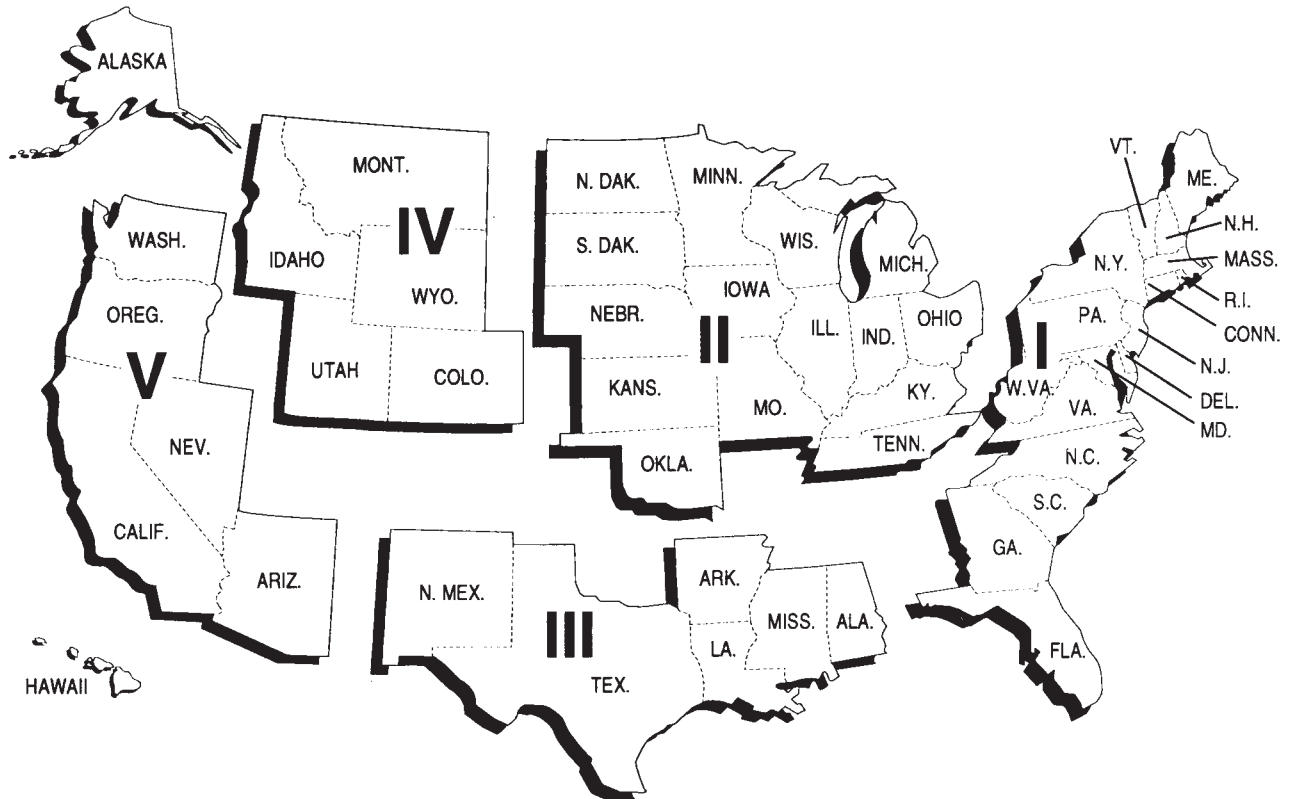 ALASKA
MONT.
IV
IDAHO
WYO.
UTAH
COLO.
WASH.
OREG.
V
NEV.
CALIF.
ARIZ.
HAWAII
N. DAK.
MINN.
S. DAK.
WIS.
MICH.
IOWA
NEBR.
II
ILL.
IND.
OHIO
KANS.
MO.
KY.
TENN.
OKLA.
N. MEX.
III
TEX.
ARK.
LA.
MISS.
ALA.
VT.
ME.
N.H.
MASS.
N.Y.
R.I.
CONN.
PA.
I
N.J.
DEL.
MD.
W.VA.
VA.
N.C.
S.C.
GA.
FLA.